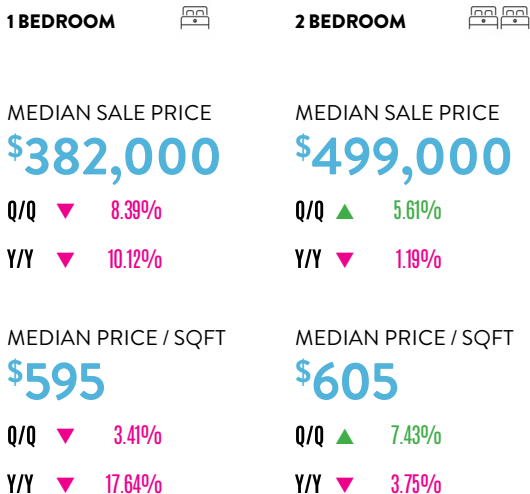 1 BEDROOM
MEDIAN SALE PRICE
$382,000
Q/Q ▼ 8.39%
Y/Y ▼ 10.12%
MEDIAN PRICE / SQFT
$595
Q/Q ▼ 3.41%
Y/Y ▼ 17.64%
2 BEDROOM
MEDIAN SALE PRICE
$499,000
Q/Q ▲ 5.61%
Y/Y ▼ 1.19%
MEDIAN PRICE / SQFT
$605
Q/Q ▲ 7.43%
Y/Y ▼ 3.75%